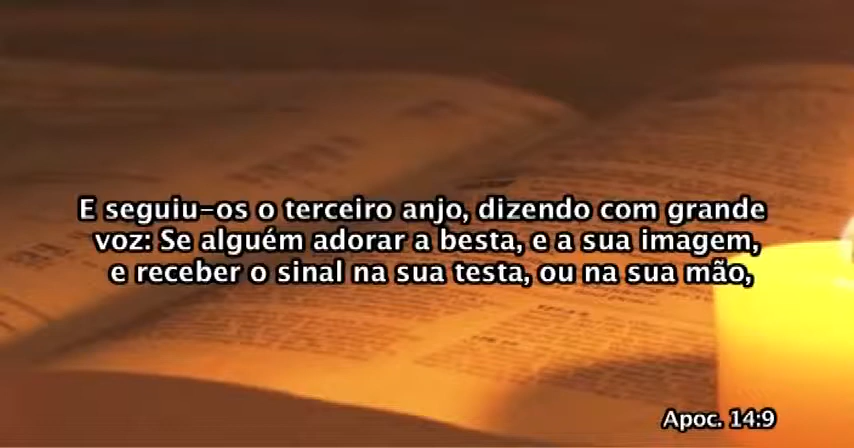 E seguiu-os o terceiro anjo, dizendo com grande
voz: Se alguém adorar a besta, e a sua imagem,
e receber o sinal na sua testa, ou na sua mão,
Apoc. 14:9